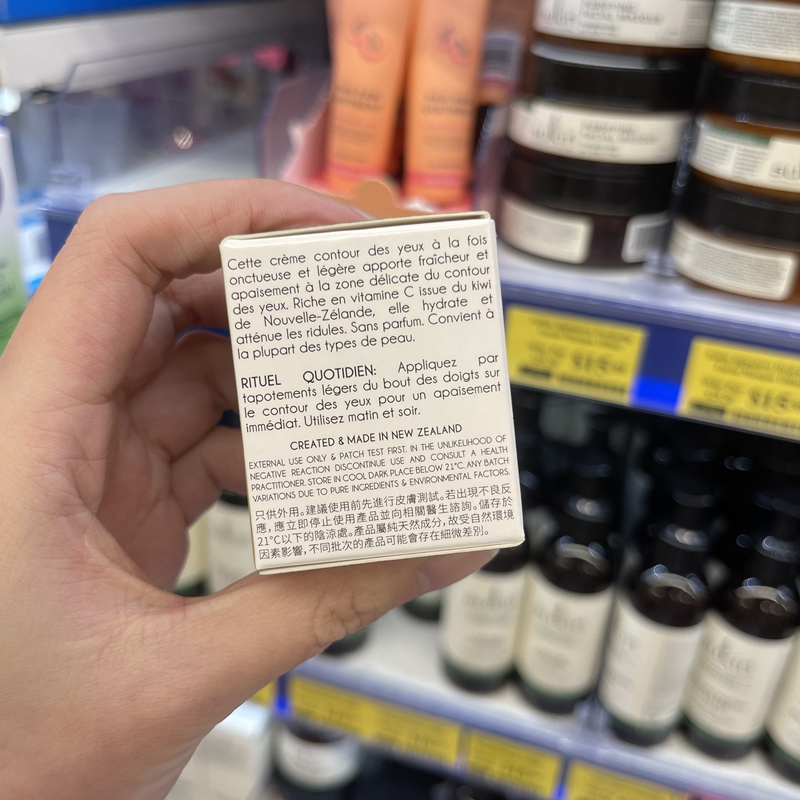 Cette crème contour des yeux à la fois
onctueuse et légère apporte fraîcheur et
apaisement à la zone délicate du contour
des yeux. Riche en vitamine C issue du kiwi
de Nouvelle-Zélande, elle hydrate et
atténue les ridules. Sans parfum. Convient à
la plupart des types de peau.
RITUEL QUOTIDIEN: Appliquez par
tapotements légers du bout des doigts sur
le contour des yeux pour un apaisement
immédiat. Utilisez matin et soir.
CREATED & MADE IN NEW ZEALAND
EXTERNAL USE ONLY & PATCH TEST FIRST. IN THE UNLIKELIHOOD OF
NEGATIVE REACTION DISCONTINUE USE AND CONSULT A HEALTH
PRACTITIONER. STORE IN COOL DARK PLACE BELOW 21°C. ANY BATCH
VARIATIONS DUE TO PURE INGREDIENTS & ENVIRONMENTAL FACTORS.
只供外用。建議使用前先進行皮膚測試。若出現不良反
應，應立即停止使用產品並向相關醫生諮詢。儲存於
21°C以下的陰涼處。產品屬純天然成分，故受自然環境
因素影響，不同批次的產品可能會存在細微差別。